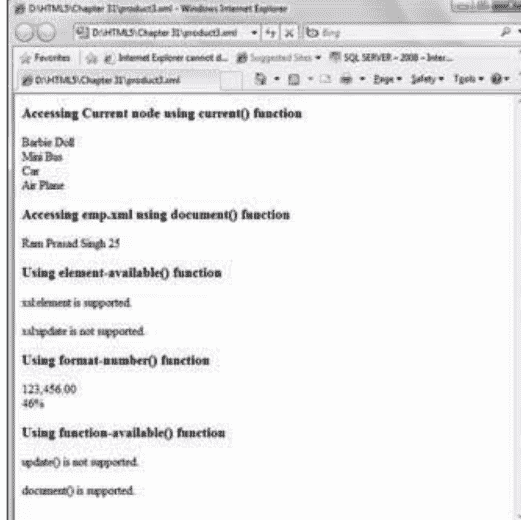 D:\HTML5\Chapter 31\product3.xml - Windows Internet Explorer
D:\HTML5\Chapter 31\product3.xml Bing
Favorites Internet Explorer cannot d... Suggested Sites SQL SERVER - 2008 - Inter...
D:\HTML5\Chapter 31\product3.xml Page Safety Tools
Accessing Current node using current() function
Barbie Doll
Mini Bus
Car
Air Plane
Accessing emp.xml using document() function
Ram Prasad Singh 25
Using element-available() function
xsl:element is supported.
xsl:update is not supported.
Using format-number() function
123,456.00
46%
Using function-available() function
update() is not supported.
document() is supported.